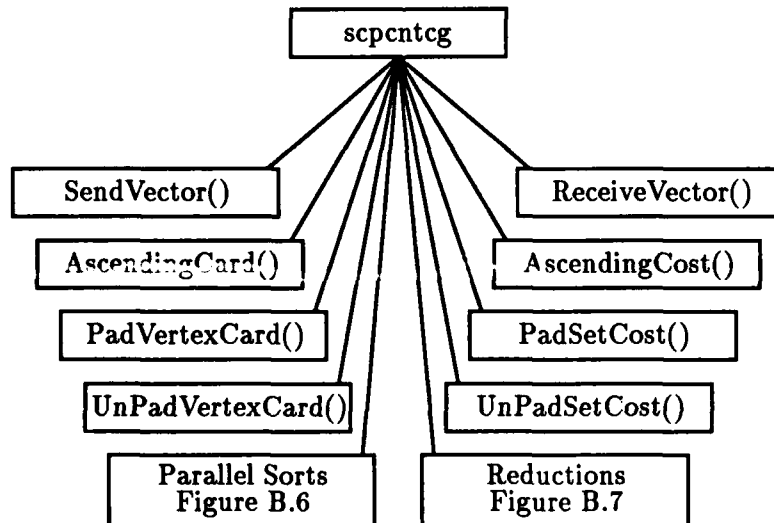 scpcntcg
SendVector()
ReceiveVector()
AscendingCard()
AscendingCost()
PadVertexCard()
PadSetCost()
UnPadVertexCard()
UnPadSetCost()
Parallel Sorts
Figure B.6
Reductions
Figure B.7